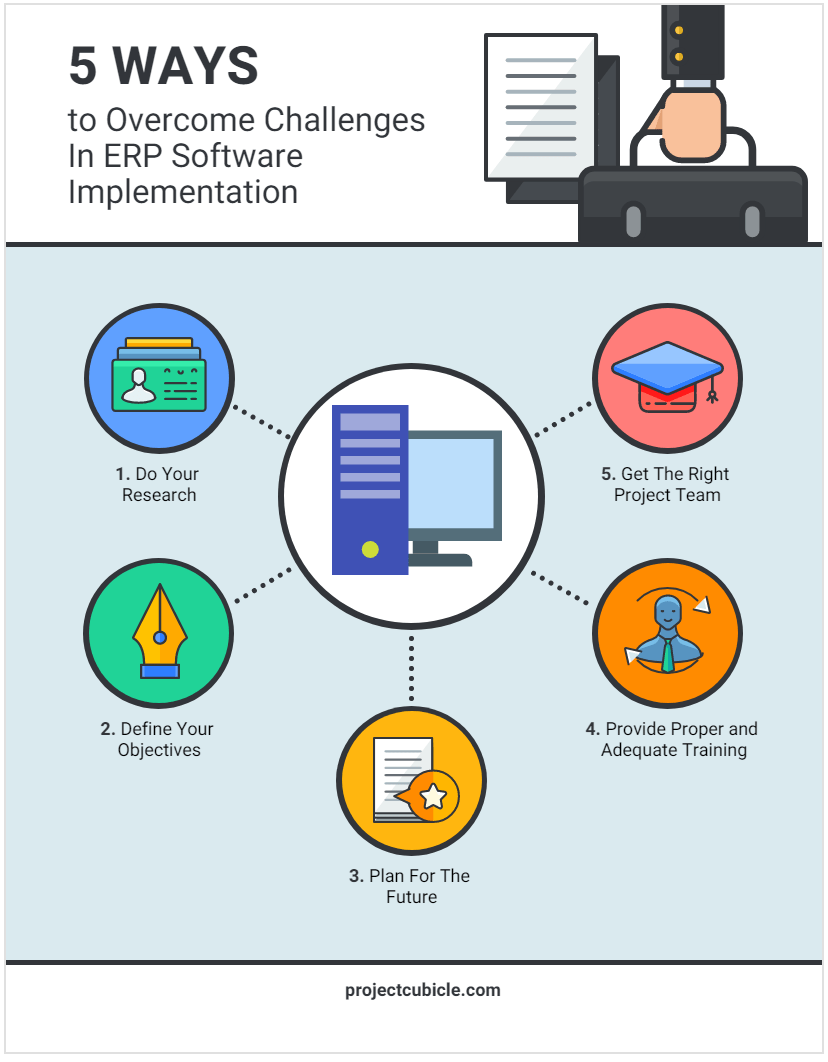 5 WAYS
to Overcome Challenges
In ERP Software
Implementation
1. Do Your
Research
2. Define Your
Objectives
3. Plan For The
Future
4. Provide Proper and
Adequate Training
5. Get The Right
Project Team
projectcubicle.com